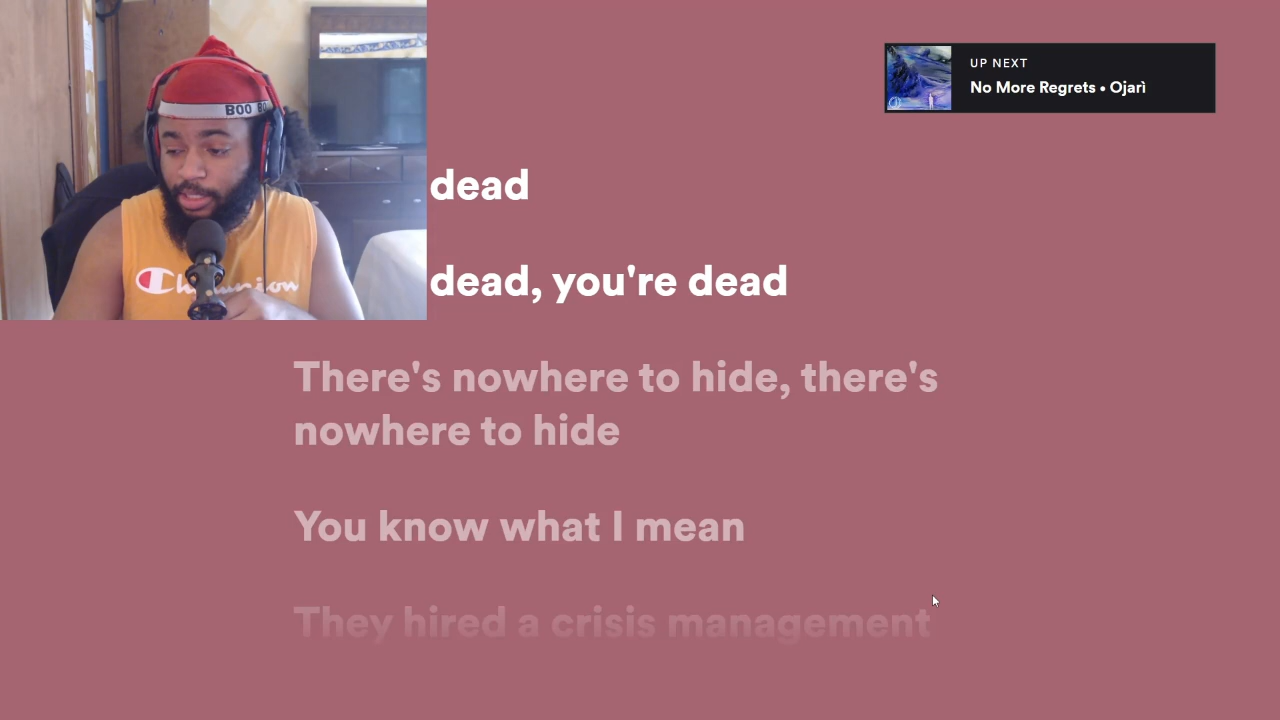 BOO BO
Champion
UP NEXT
No More Regrets • Ojarì
dead
dead, you're dead
There's nowhere to hide, there's
nowhere to hide
You know what I mean
They hired a crisis management